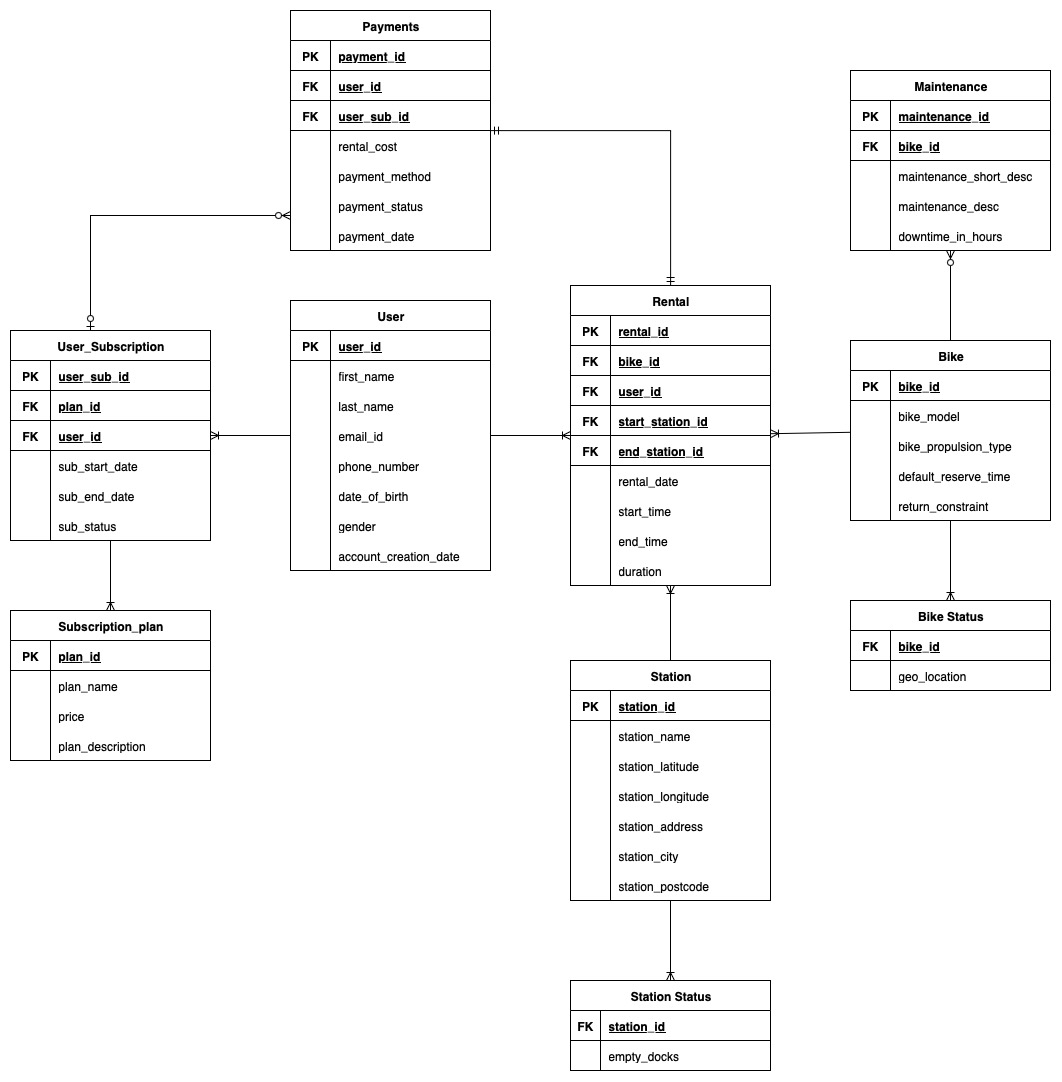 Payments
PK payment_id
FK user_id
FK user_sub_id
rental_cost
payment_method
payment_status
payment_date
Maintenance
PK maintenance_id
FK bike_id
maintenance_short_desc
maintenance_desc
downtime_in_hours
User_Subscription
PK user_sub_id
FK plan_id
FK user_id
sub_start_date
sub_end_date
sub_status
User
PK user_id
first_name
last_name
email_id
phone_number
date_of_birth
gender
account_creation_date
Rental
PK rental_id
FK bike_id
FK user_id
FK start_station_id
FK end_station_id
rental_date
start_time
end_time
duration
Bike
PK bike_id
bike_model
bike_propulsion_type
default_reserve_time
return_constraint
Subscription_plan
PK plan_id
plan_name
price
plan_description
Bike Status
FK bike_id
geo_location
Station
PK station_id
station_name
station_latitude
station_longitude
station_address
station_city
station_postcode
Station Status
FK station_id
empty_docks